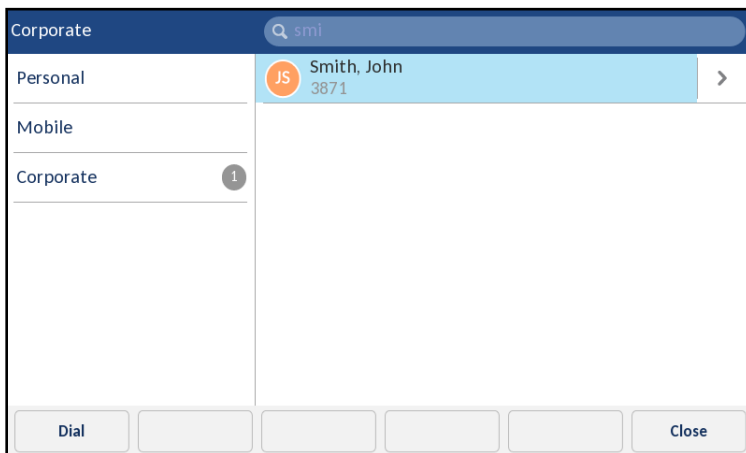 Corporate
smi
Personal
JS
Smith, John
3871
Mobile
Corporate
1
Dial
Close